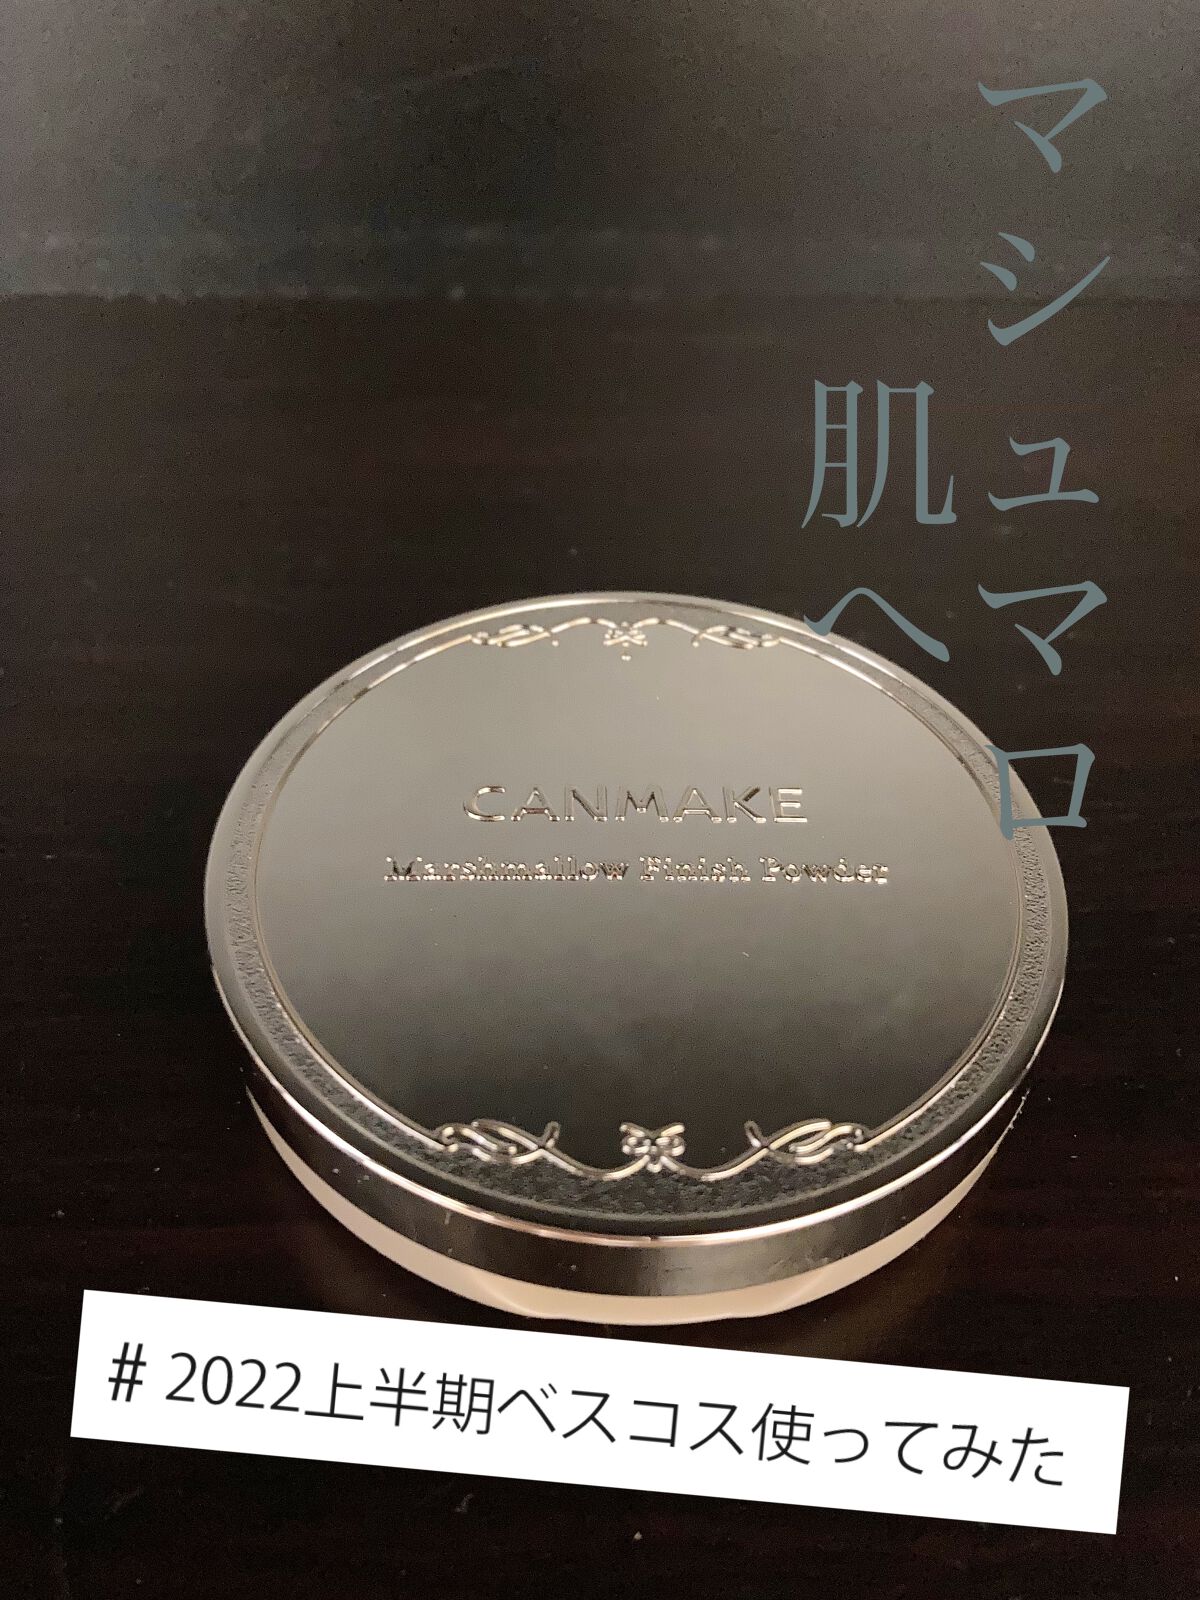 マシュマロ
肌へ
CANMAKE
Marshmallow Finish Powder
# 2022上半期ベスコス使ってみた